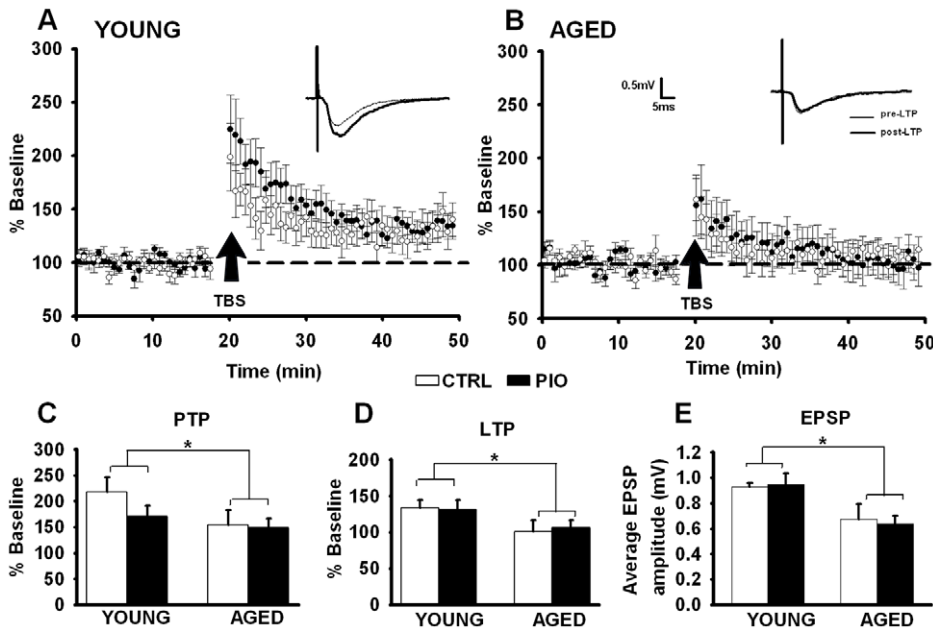 A
YOUNG
300
250
200
150
100
50
% Baseline
TBS
0
10
20
30
40
50
Time (min)
B
AGED
300
250
200
150
100
50
% Baseline
0.5mV
5ms
pre-LTP
post-LTP
TBS
0
10
20
30
40
50
Time (min)
CTRL
PIO
C
PTP
300
250
200
150
100
50
0
% Baseline
*
YOUNG
AGED
D
LTP
200
150
100
50
0
% Baseline
*
YOUNG
AGED
E
EPSP
1.2
1.0
0.8
0.6
0.4
0.2
0.0
Average EPSP
amplitude (mV)
*
YOUNG
AGED